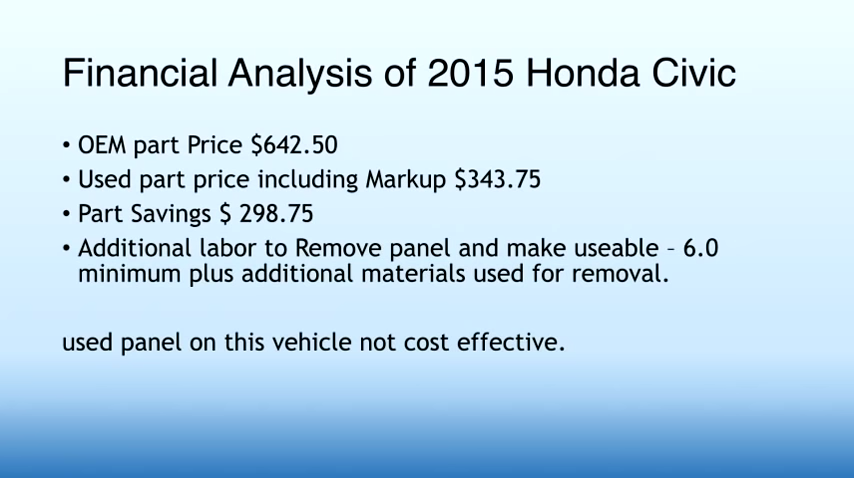 Financial Analysis of 2015 Honda Civic
• OEM part Price $642.50
• Used part price including Markup $343.75
• Part Savings $ 298.75
• Additional labor to Remove panel and make useable – 6.0
minimum plus additional materials used for removal.
used panel on this vehicle not cost effective.